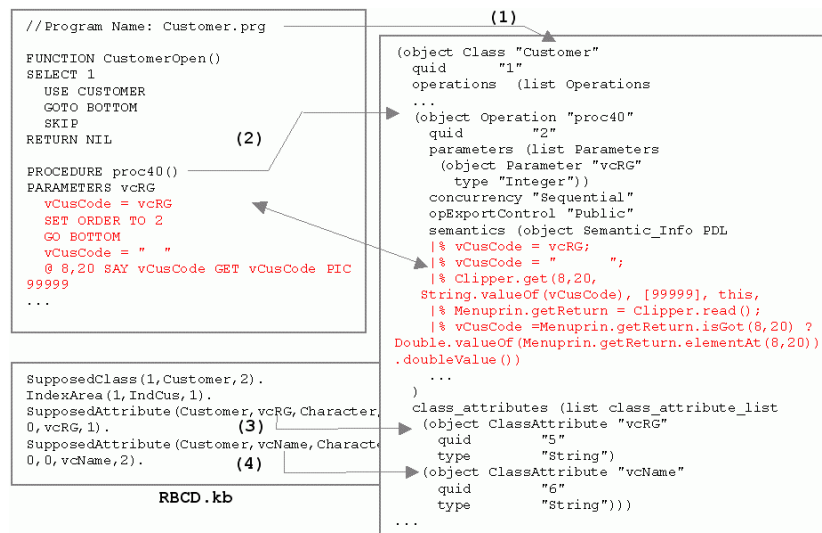 //Program Name: Customer.prg
FUNCTION CustomerOpen()
SELECT 1
USE CUSTOMER
GOTO BOTTOM
SKIP
RETURN NIL
PROCEDURE proc40()
PARAMETERS vcRG
vCusCode = vcRG
SET ORDER TO 2
GO BOTTOM
vCusCode = "  "
@ 8,20 SAY vCusCode GET vCusCode PIC
99999
...
(1)
(2)
(object Class "Customer"
quid "1"
operations (list Operations
...
(object Operation "proc40"
quid "2"
parameters (list Parameters
(object Parameter "vcRG"
type "Integer"))
concurrency "Sequential"
opExportControl "Public"
semantics (object Semantic_Info PDL
|% vCusCode = vcRG;
|% vCusCode = "      ";
|% Clipper.get(8,20,
String.valueOf(vCusCode), [99999], this,
|% Menuprin.getReturn = Clipper.read();
|% vCusCode =Menuprin.getReturn.isGot(8,20) ?
Double.valueOf(Menuprin.getReturn.elementAt(8,20))
.doubleValue())
...
)
class_attributes (list class_attribute_list
(object ClassAttribute "vcRG"
quid "5"
type "String")
(object ClassAttribute "vcName"
quid "6"
type "String")))
...
SupposedClass(1,Customer,2).
IndexArea(1,IndCus,1).
SupposedAttribute(Customer,vcRG,Character,
0,vcRG,1).
(3)
SupposedAttribute(Customer,vcName,Characte
0,0,vcName,2).
(4)
RBCD.kb